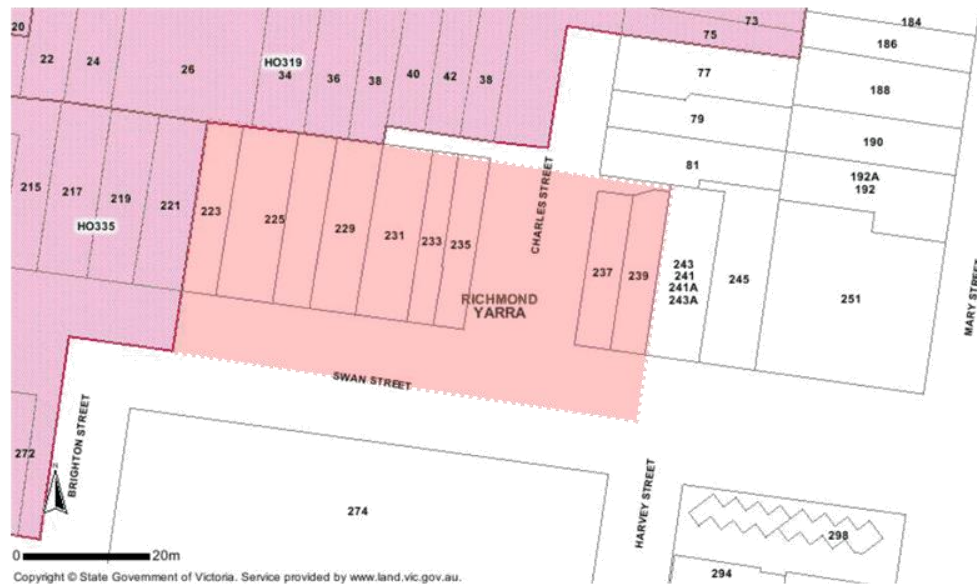 20
22
24
26
HO319
34
36
38
40
42
38
73
75
184
77
186
188
79
190
81
192A
192
215
217
219
221
HO335
223
225
229
231
233
235
CHARLES STREET
237
239
243
241
241A
243A
245
251
MARY STREET
RICHMOND
YARRA
SWAN STREET
BRIGHTON STREET
272
274
HARVEY STREET
298
294
0 20m
Copyright © State Government of Victoria. Service provided by www.land.vic.gov.au.